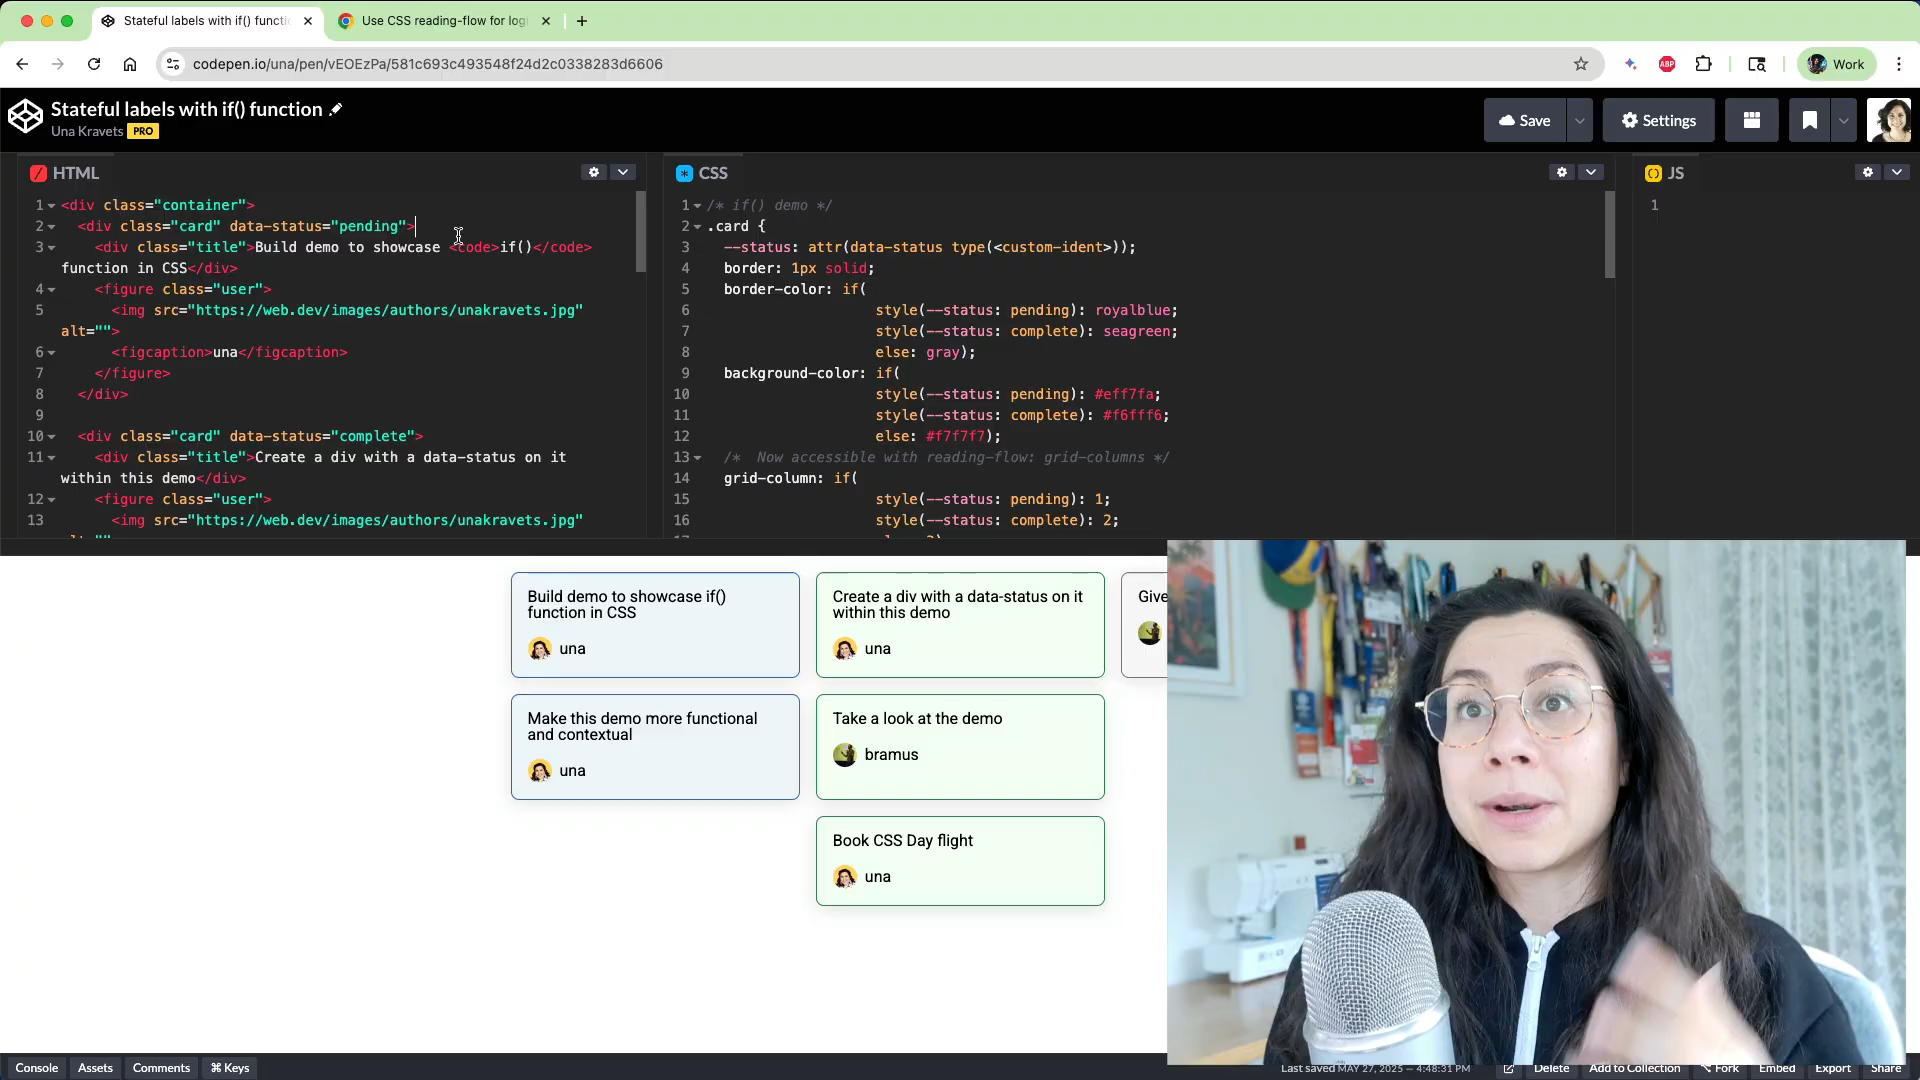 Stateful labels with if() functi
Use CSS reading-flow for log
codepen.io/una/pen/vEOEzPa/581c693c493548f24d2c0338283d6606
ABP
Work
Stateful labels with if() function
Una Kravets PRO
Save
Settings
HTML
1 <div class="container">
2 <div class="card" data-status="pending">
3 <div class="title">Build demo to showcase <code>if()</code>
function in CSS</div>
4 <figure class="user">
5 <img src="https://web.dev/images/authors/unakravets.jpg"
alt="">
6 <figcaption>una</figcaption>
7 </figure>
8 </div>
9
10 <div class="card" data-status="complete">
11 <div class="title">Create a div with a data-status on it
within this demo</div>
12 <figure class="user">
13 <img src="https://web.dev/images/authors/unakravets.jpg"
CSS
1 /* if() demo */
2 .card {
3 --status: attr(data-status type(<custom-ident>));
4 border: 1px solid;
5 border-color: if(
6 style(--status: pending): royalblue;
7 style(--status: complete): seagreen;
8 else: gray);
9 background-color: if(
10 style(--status: pending): #eff7fa;
11 style(--status: complete): #f6fff6;
12 else: #f7f7f7);
13 /* Now accessible with reading-flow: grid-columns */
14 grid-column: if(
15 style(--status: pending): 1;
16 style(--status: complete): 2;
JS
1
Build demo to showcase if()
function in CSS
una
Create a div with a data-status on it
within this demo
una
Give
Make this demo more functional
and contextual
una
Take a look at the demo
bramus
Book CSS Day flight
una
Console
Assets
Comments
⌘ Keys
Last saved MAY 27, 2025 — 4:48:31 PM
Delete
Add to Collection
Fork
Embed
Export
Share